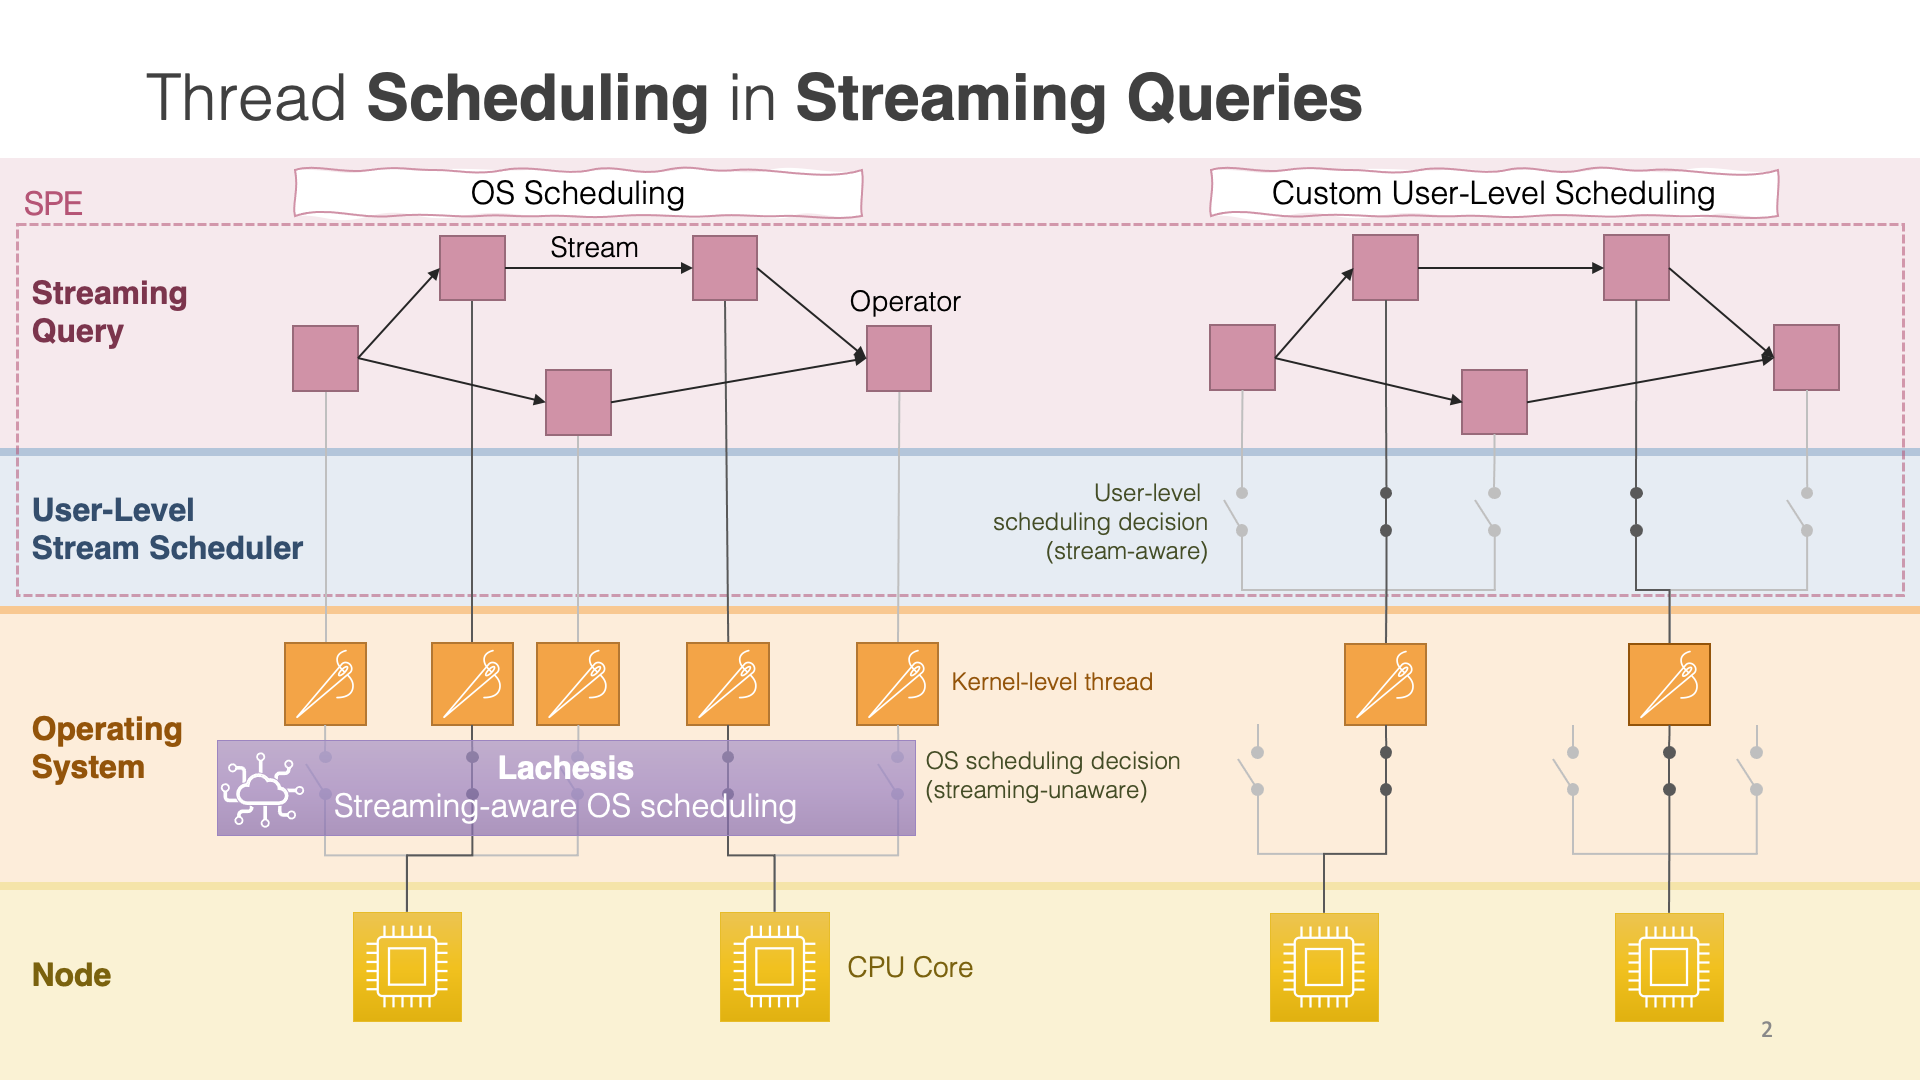 Thread Scheduling in Streaming Queries
SPE
OS Scheduling
Custom User-Level Scheduling
Stream
Operator
Streaming
Query
User-Level
Stream Scheduler
User-level
scheduling decision
(stream-aware)
Kernel-level thread
Operating
System
Lachesis
Streaming-aware OS scheduling
OS scheduling decision
(streaming-unaware)
Node
CPU Core
2